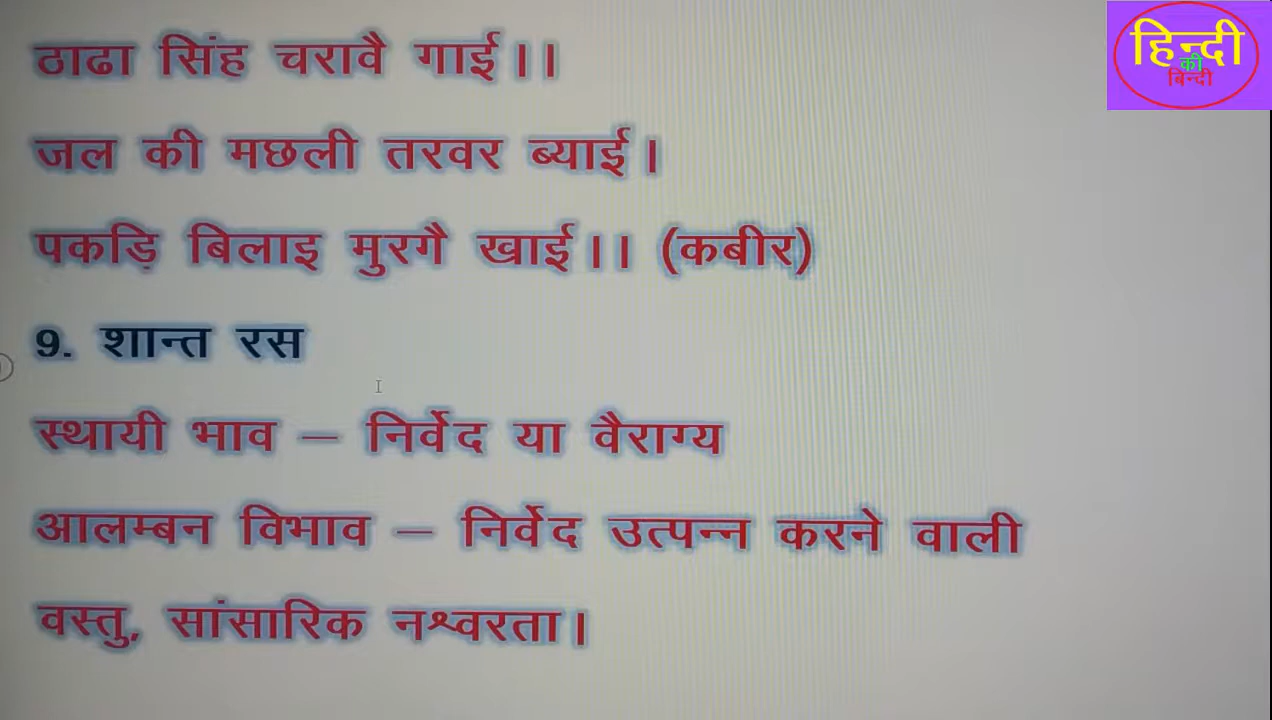 ठाढा सिंह चरावै गाई।।
हिन्दी
की
बिन्दी
जल की मछली तरवर ब्याई।
पकड़ि बिलाइ मुरगै खाई।। (कबीर)
9. शान्त रस
स्थायी भाव – निर्वेद या वैराग्य
आलम्बन विभाव – निर्वेद उत्पन्न करने वाली
वस्तु, सांसारिक नश्वरता।